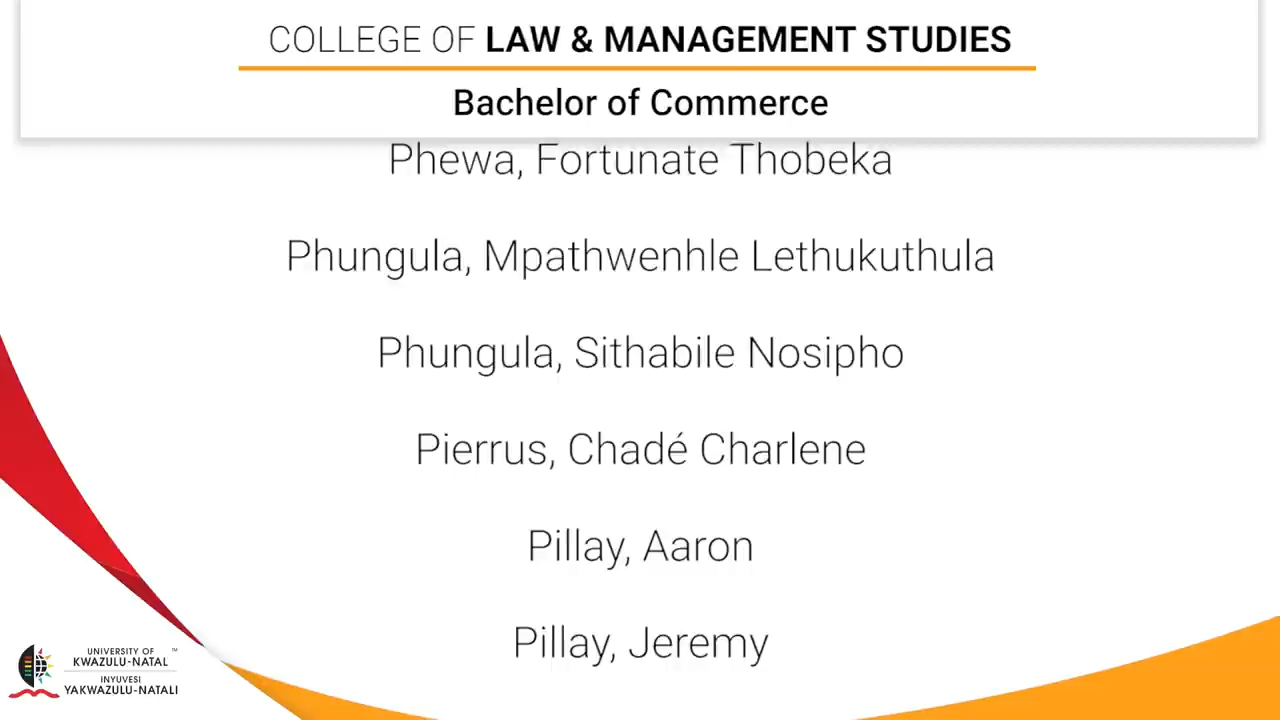 COLLEGE OF LAW & MANAGEMENT STUDIES
Bachelor of Commerce
Phewa, Fortunate Thobeka
Phungula, Mpathwenhle Lethukuthula
Phungula, Sithabile Nosipho
Pierrus, Chadé Charlene
Pillay, Aaron
Pillay, Jeremy
UNIVERSITY OF ™
KWAZULU-NATAL
INYUVESI
YAKWAZULU-NATALI